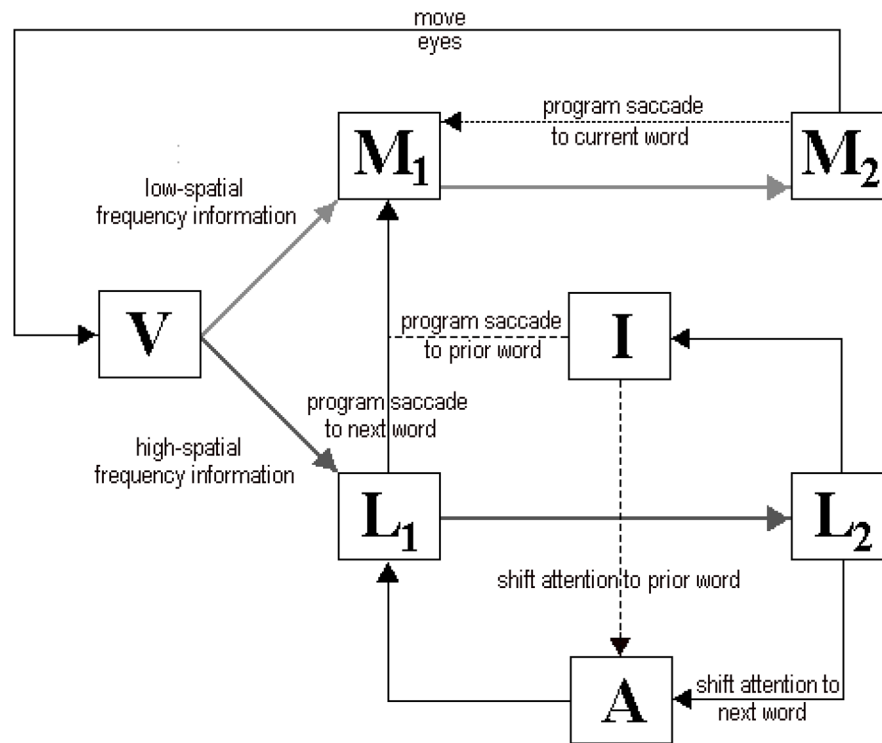 move
eyes
program saccade
to current word
M1
M2
low-spatial
frequency information
V
program saccade
to prior word
I
program saccade
to next word
high-spatial
frequency information
L1
L2
shift attention to prior word
A
shift attention to
next word